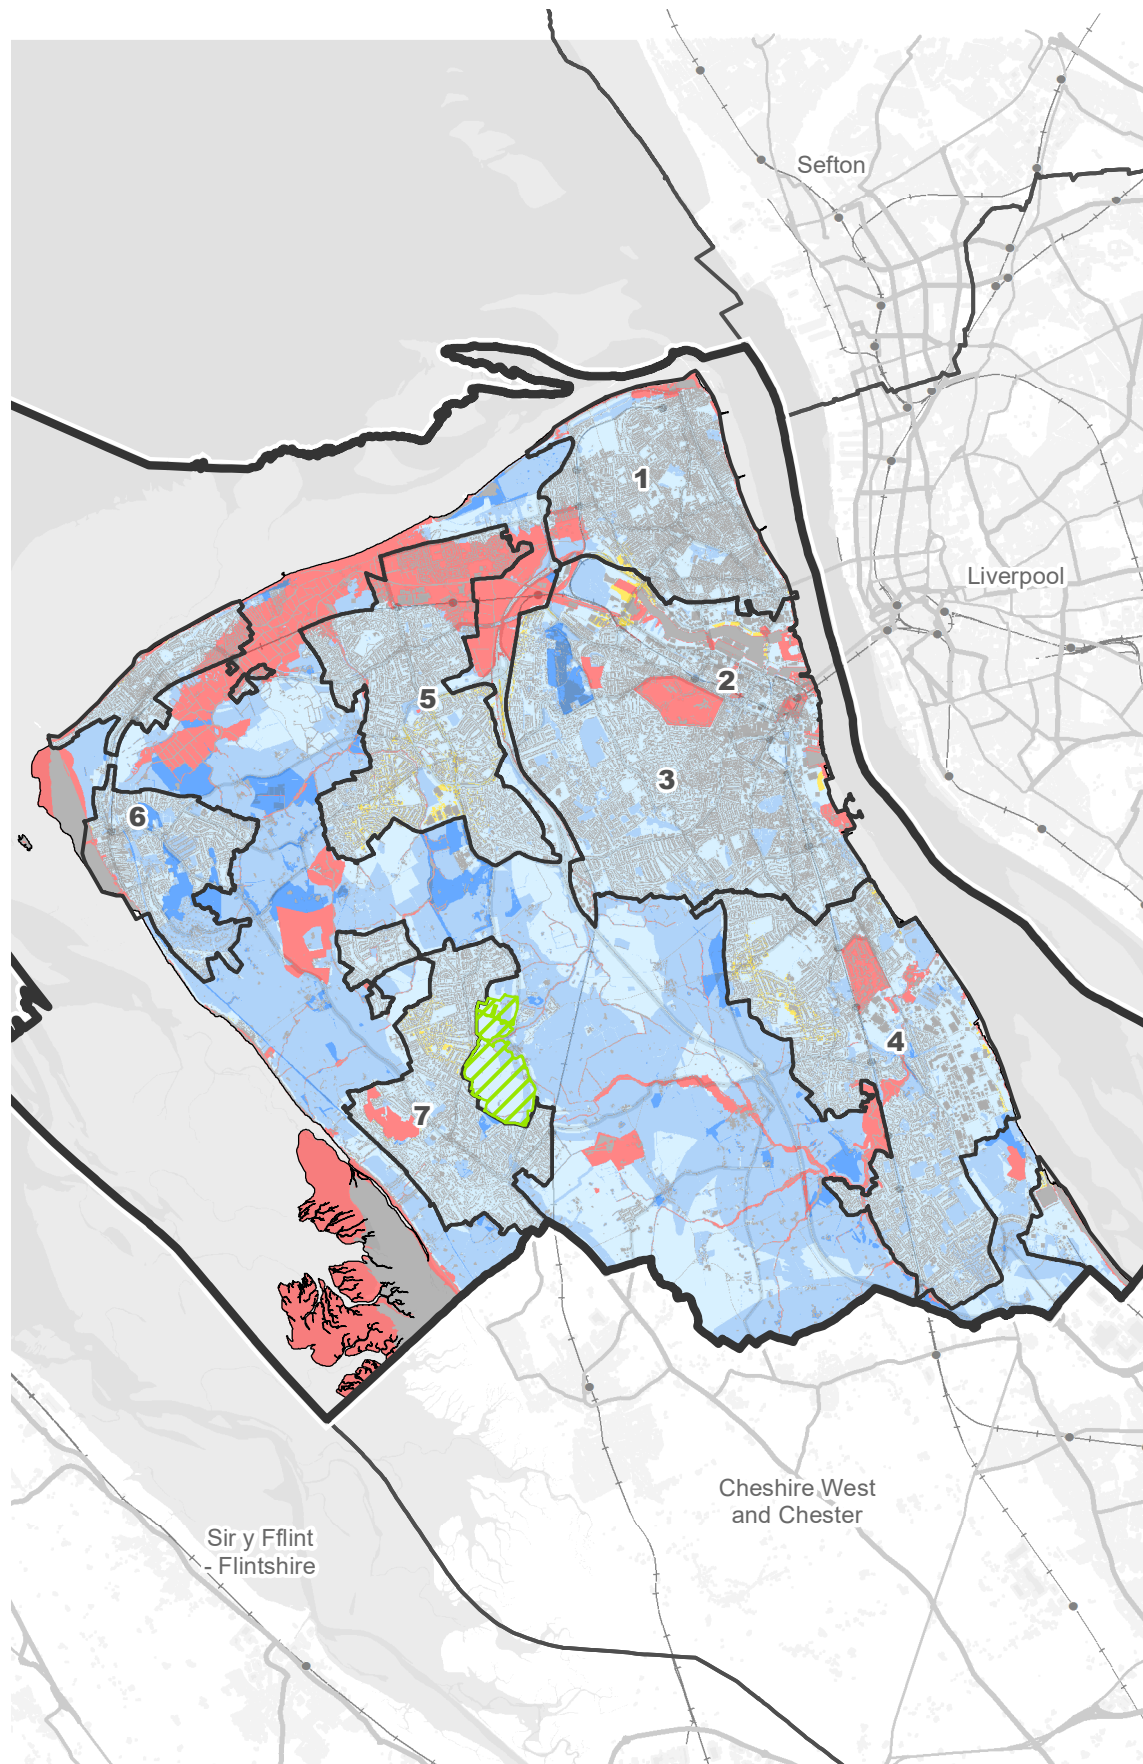 Sefton
1
Liverpool
2
5
3
6
4
7
Cheshire West
and Chester
Sir y Fflint
- Flintshire